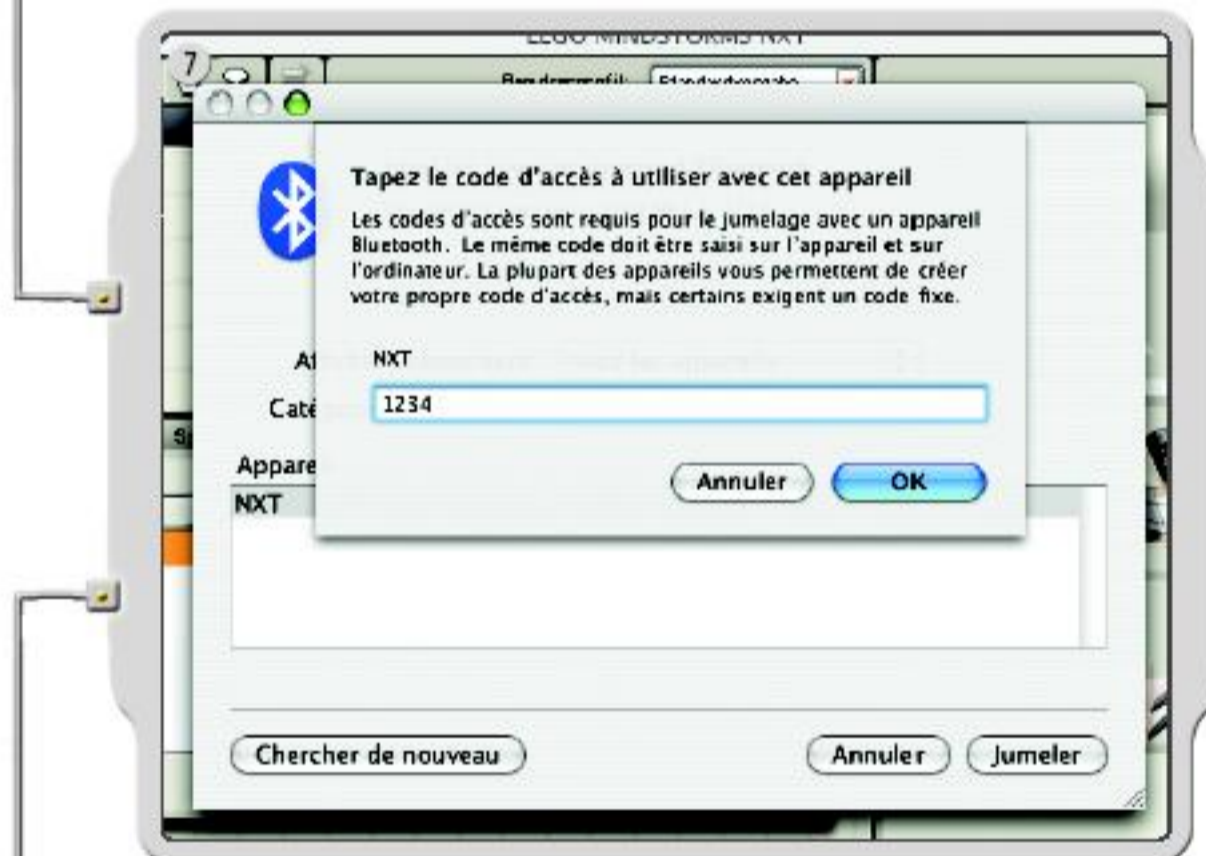 LEGO MINDSTORMS NXT
7
Tapez le code d'accès à utiliser avec cet appareil
Les codes d'accès sont requis pour le jumelage avec un appareil
Bluetooth. Le même code doit être saisi sur l'appareil et sur
l'ordinateur. La plupart des appareils vous permettent de créer
votre propre code d'accès, mais certains exigent un code fixe.
NXT
1234
Annuler OK
Caté
Appare
NXT
Chercher de nouveau
Annuler Jumeler